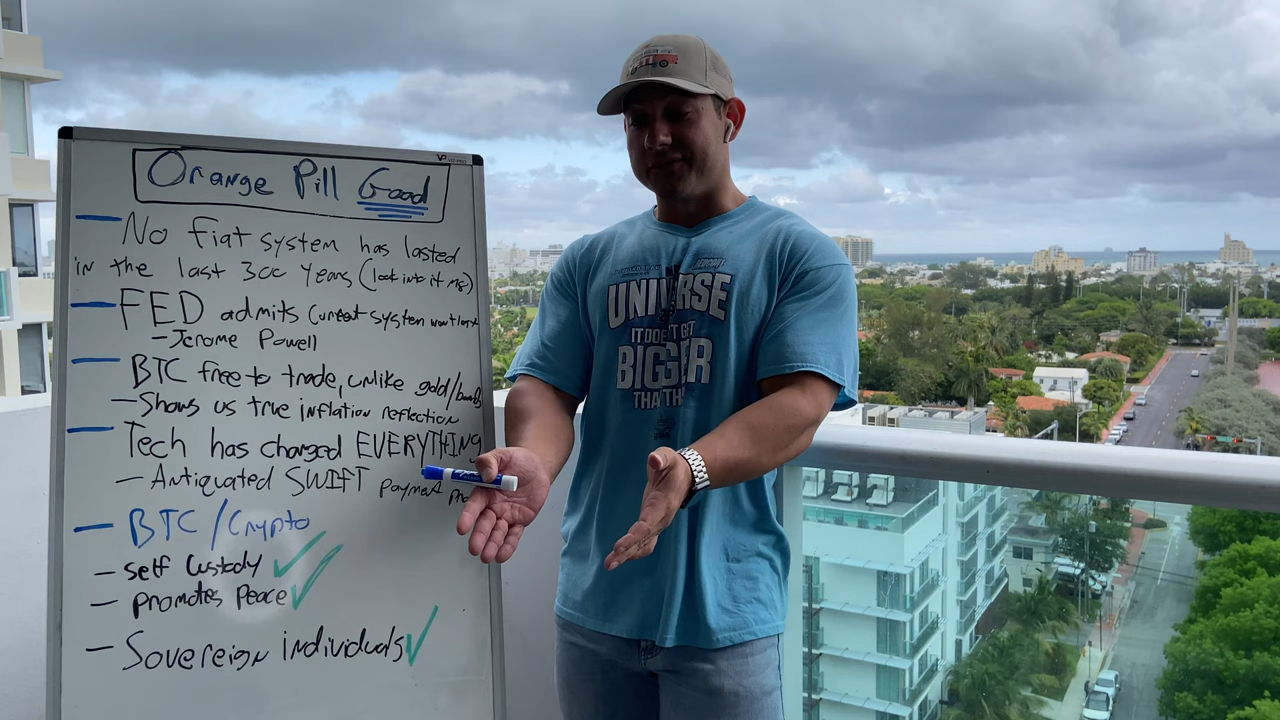 VIZ-PRO
Orange Pill Good
– No fiat system has lasted
in the last 300 Years (look into it
– FED admits current system won't last
– Jerome Powell
– BTC free to trade, unlike gold/
– Shows us true inflation reflection
– Tech has changed EVERYTHING
– Antiquated SWIFT payment
– BTC/Crypto
– self custody ✓
– promotes Peace ✓
– Sovereign individuals ✓
UNIVERSE
IT DOESN'T GET
BIGGER
THAN TH